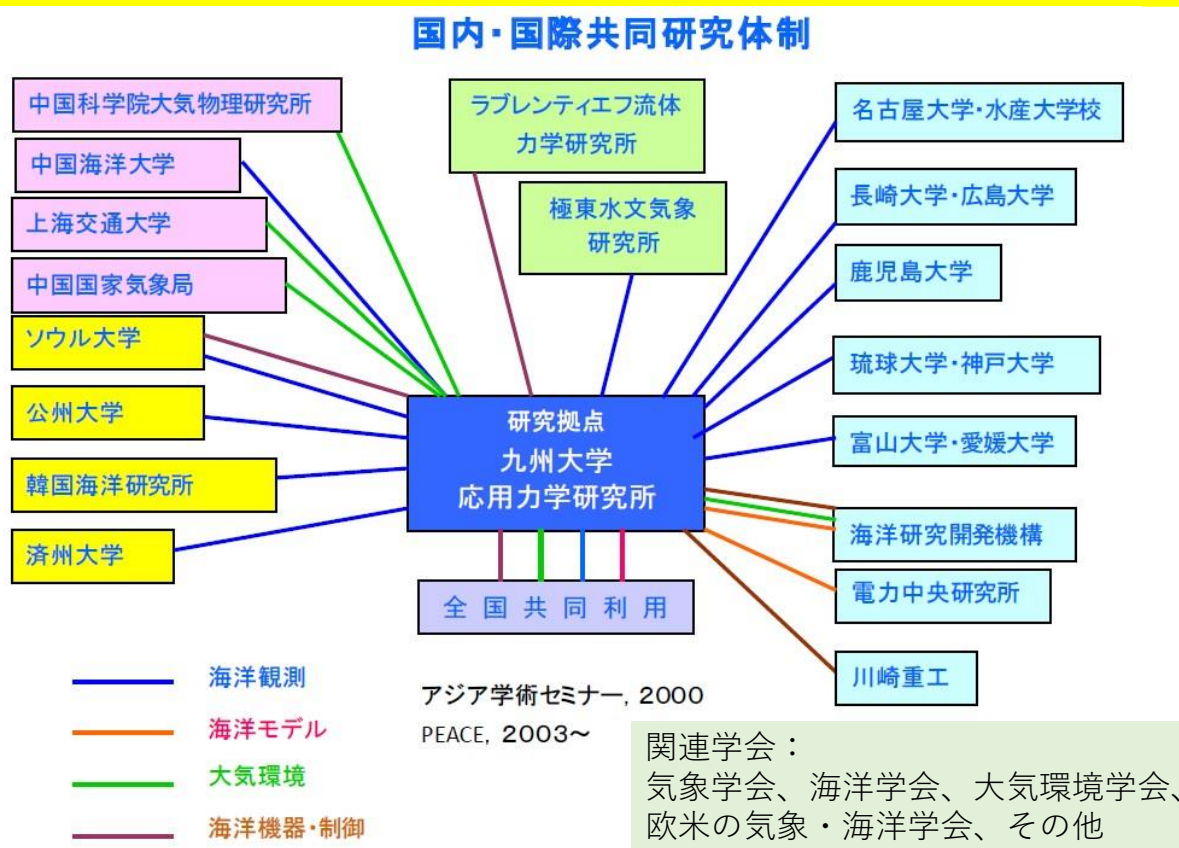 国内・国際共同研究体制
中国科学院大気物理研究所
中国海洋大学
上海交通大学
中国国家気象局
ソウル大学
公州大学
韓国海洋研究所
済州大学
ラブレンティエフ流体
力学研究所
極東水文気象
研究所
名古屋大学・水産大学校
長崎大学・広島大学
鹿児島大学
琉球大学・神戸大学
富山大学・愛媛大学
海洋研究開発機構
電力中央研究所
川崎重工
研究拠点
九州大学
応用力学研究所
全国共同利用
海洋観測
海洋モデル
大気環境
海洋機器・制御
アジア学術セミナー, 2000
PEACE, 2003～
関連学会：
気象学会、海洋学会、大気環境学会、
欧米の気象・海洋学会、その他